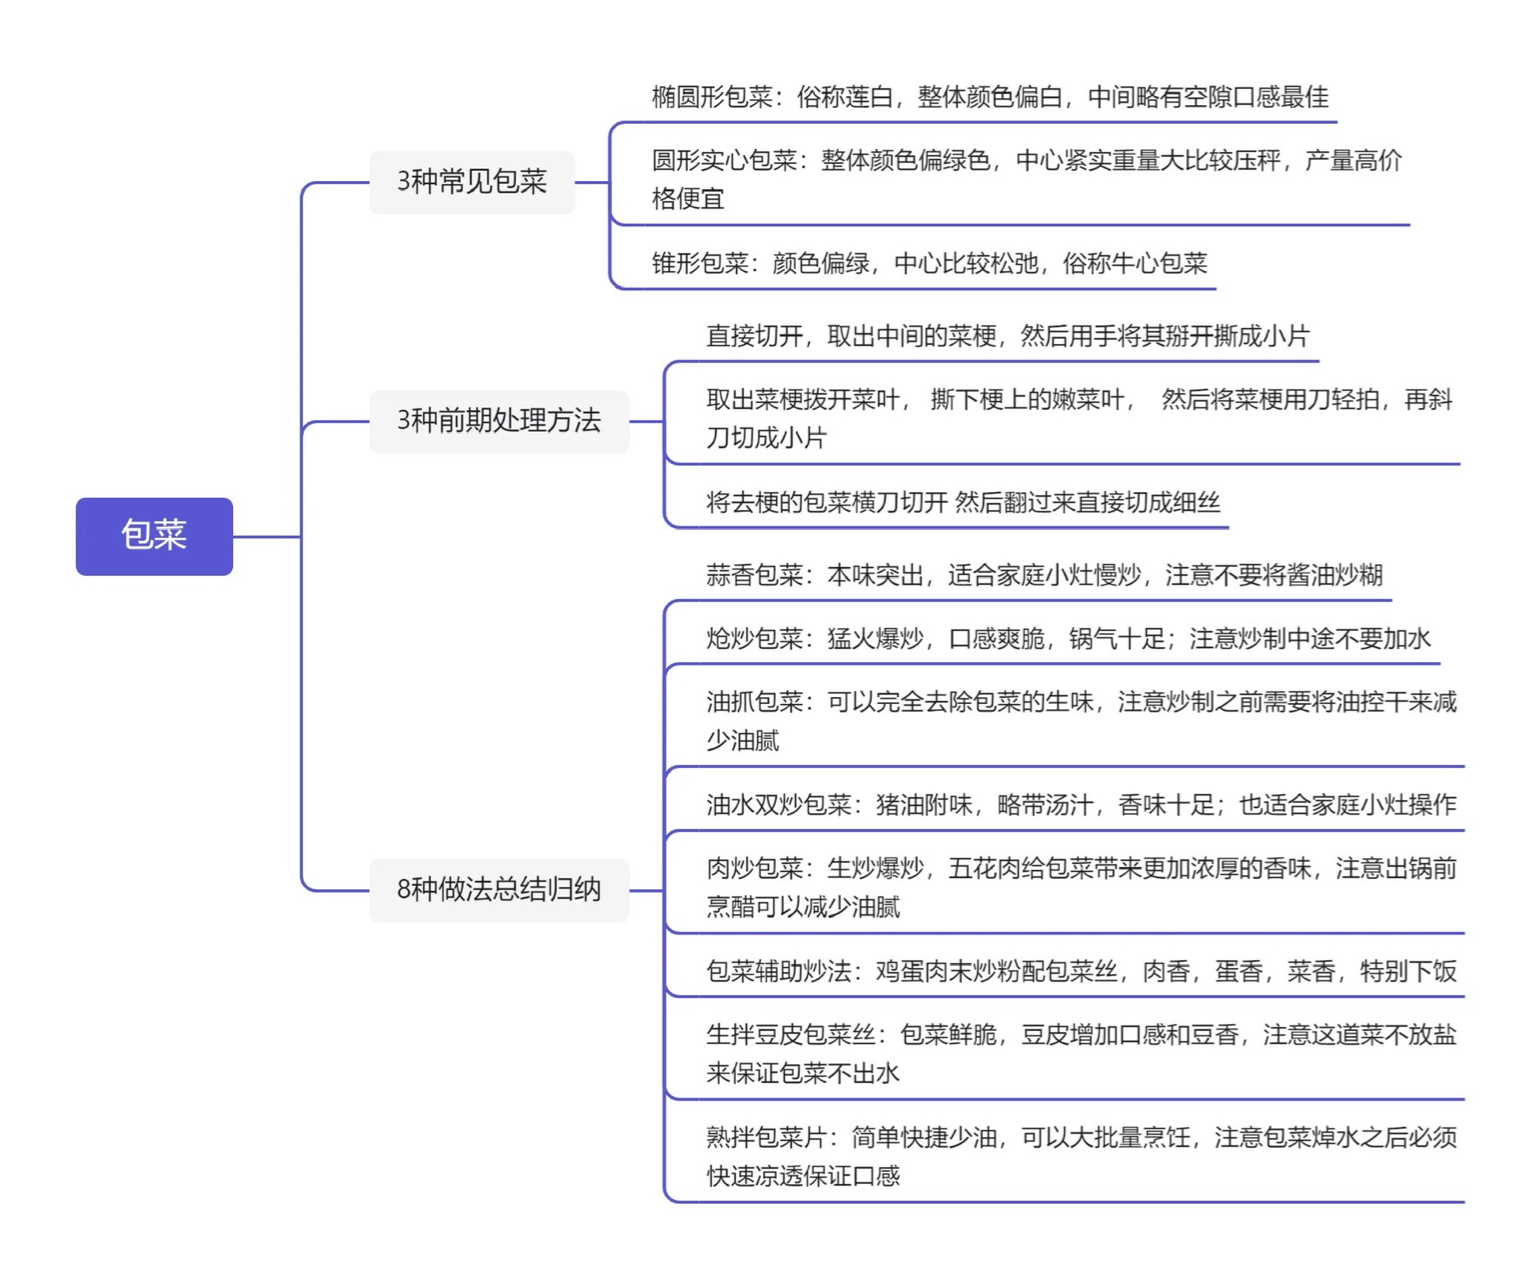 椭圆形包菜：俗称莲白，整体颜色偏白，中间略有空隙口感最佳
圆形实心包菜：整体颜色偏绿色，中心紧实重量大比较压秤，产量高价
格便宜
3种常见包菜
锥形包菜：颜色偏绿，中心比较松弛，俗称牛心包菜
直接切开，取出中间的菜梗，然后用手将其掰开撕成小片
取出菜梗拨开菜叶， 撕下梗上的嫩菜叶， 然后将菜梗用刀轻拍，再斜
刀切成小片
3种前期处理方法
将去梗的包菜横刀切开 然后翻过来直接切成细丝
包菜
蒜香包菜：本味突出，适合家庭小灶慢炒，注意不要将酱油炒糊
炝炒包菜：猛火爆炒，口感爽脆，锅气十足；注意炒制中途不要加水
油抓包菜：可以完全去除包菜的生味，注意炒制之前需要将油控干来减
少油腻
油水双炒包菜：猪油附味，略带汤汁，香味十足；也适合家庭小灶操作
8种做法总结归纳
肉炒包菜：生炒爆炒，五花肉给包菜带来更加浓厚的香味，注意出锅前
烹醋可以减少油腻
包菜辅助炒法：鸡蛋肉末炒粉配包菜丝，肉香，蛋香，菜香，特别下饭
生拌豆皮包菜丝：包菜鲜脆，豆皮增加口感和豆香，注意这道菜不放盐
来保证包菜不出水
熟拌包菜片：简单快捷少油，可以大批量烹饪，注意包菜焯水之后必须
快速凉透保证口感